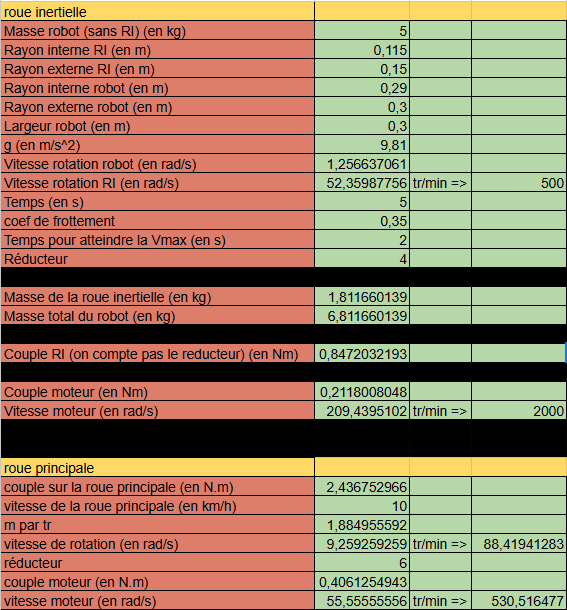 roue inertielle
Masse robot (sans RI) (en kg) 5
Rayon interne RI (en m) 0,115
Rayon externe RI (en m) 0,15
Rayon interne robot (en m) 0,29
Rayon externe robot (en m) 0,3
Largeur robot (en m) 0,3
g (en m/s^2) 9,81
Vitesse rotation robot (en rad/s) 1,256637061
Vitesse rotation RI (en rad/s) 52,35987756 tr/min => 500
Temps (en s) 5
coef de frottement 0,35
Temps pour atteindre la Vmax (en s) 2
Réducteur 4
Masse de la roue inertielle (en kg) 1,811660139
Masse total du robot (en kg) 6,811660139
Couple RI (on compte pas le reducteur) (en Nm) 0,8472032193
Couple moteur (en Nm) 0,2118008048
Vitesse moteur (en rad/s) 209,4395102 tr/min => 2000
roue principale
couple sur la roue principale (en N.m) 2,436752966
vitesse de la roue principale (en km/h) 10
m par tr 1,884955592
vitesse de rotation (en rad/s) 9,259259259 tr/min => 88,41941283
réducteur 6
couple moteur (en N.m) 0,4061254943
vitesse moteur (en rad/s) 55,55555556 tr/min => 530,516477